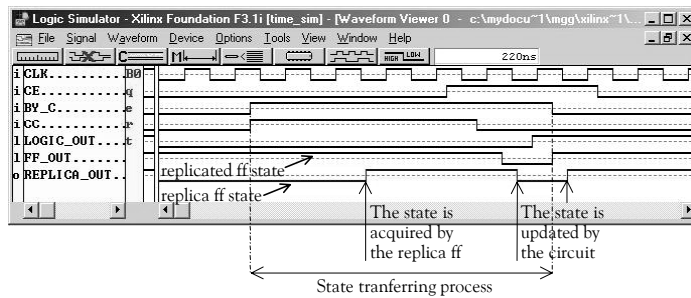 Logic Simulator - Xilinx Foundation F3.1i [time_sim] - [Waveform Viewer 0 - c:\mydocu~1\mgg\xilinx~1\...
File Signal Waveform Device Options Tools View Window Help
HIGH LOW
220ns
i CLK.........B0
i CE..........q
i BY_C........e
i CC..........r
l LOGIC_OUT....t
l FF_OUT......
o REPLICA_OUT..
replicated ff state
replica ff state
The state is
acquired by
the replica ff
The state is
updated by
the circuit
State tranferring process